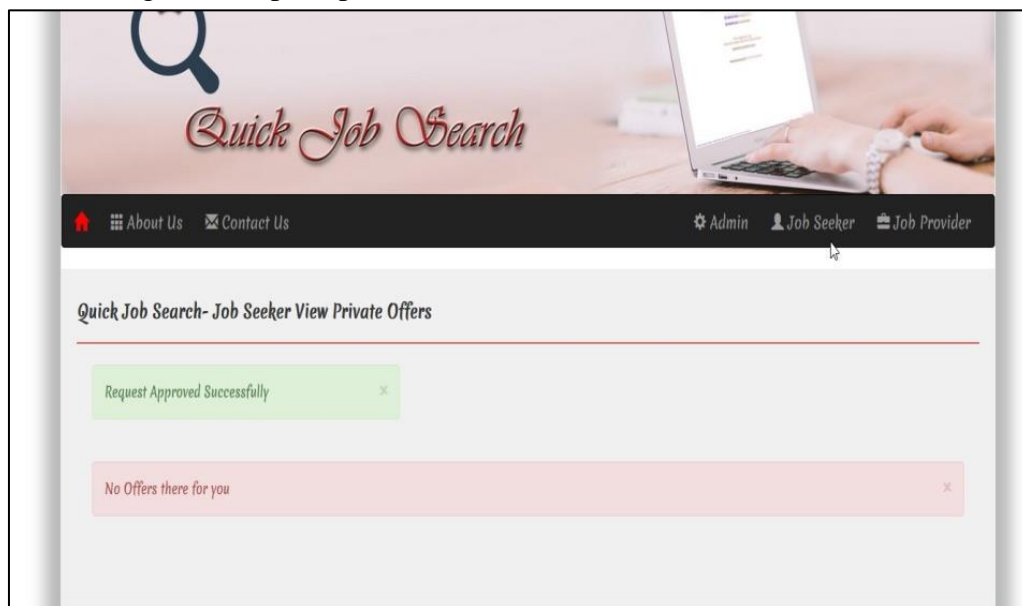 Quick Job Search
About Us Contact Us Admin Job Seeker Job Provider
Quick Job Search- Job Seeker View Private Offers
Request Approved Successfully x
No Offers there for you x